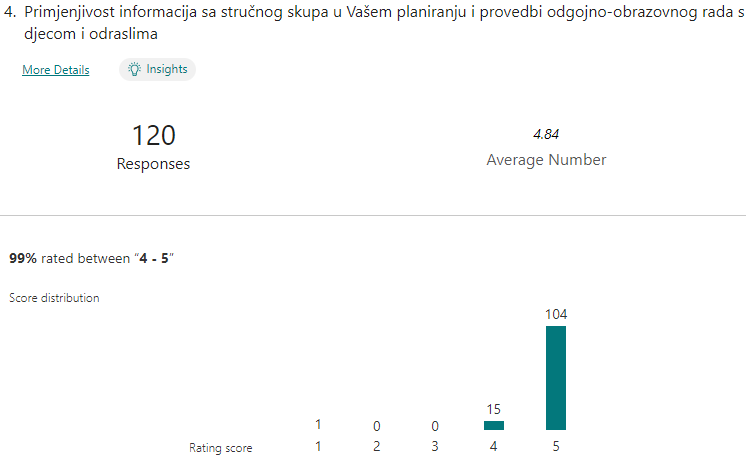 4. Primjenjivost informacija sa stručnog skupa u Vašem planiranju i provedbi odgojno-obrazovnog rada s
djecom i odraslima
More Details
Insights
120
Responses
4.84
Average Number
99% rated between “4 - 5”
Score distribution
1 0 0 15 104
Rating score 1 2 3 4 5